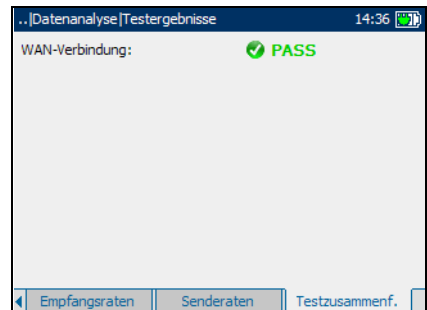 ..|Datenanalyse|Testergebnisse 14:36
WAN-Verbindung: PASS
Empfangsraten Senderaten Testzusammenf.